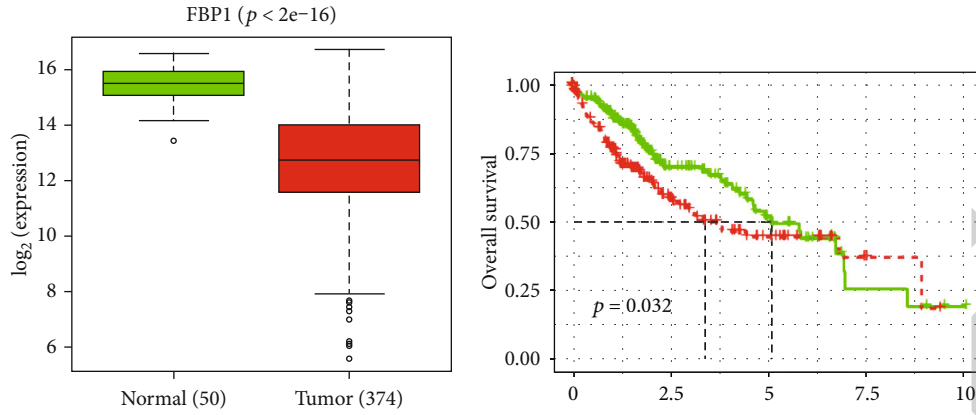 FBP1 (p < 2e−16)
log2 (expression)
16
14
12
10
8
6
Normal (50)
Tumor (374)
Overall survival
1.00
0.75
0.50
0.25
0.00
p = 0.032
0
2.5
5
7.5
10